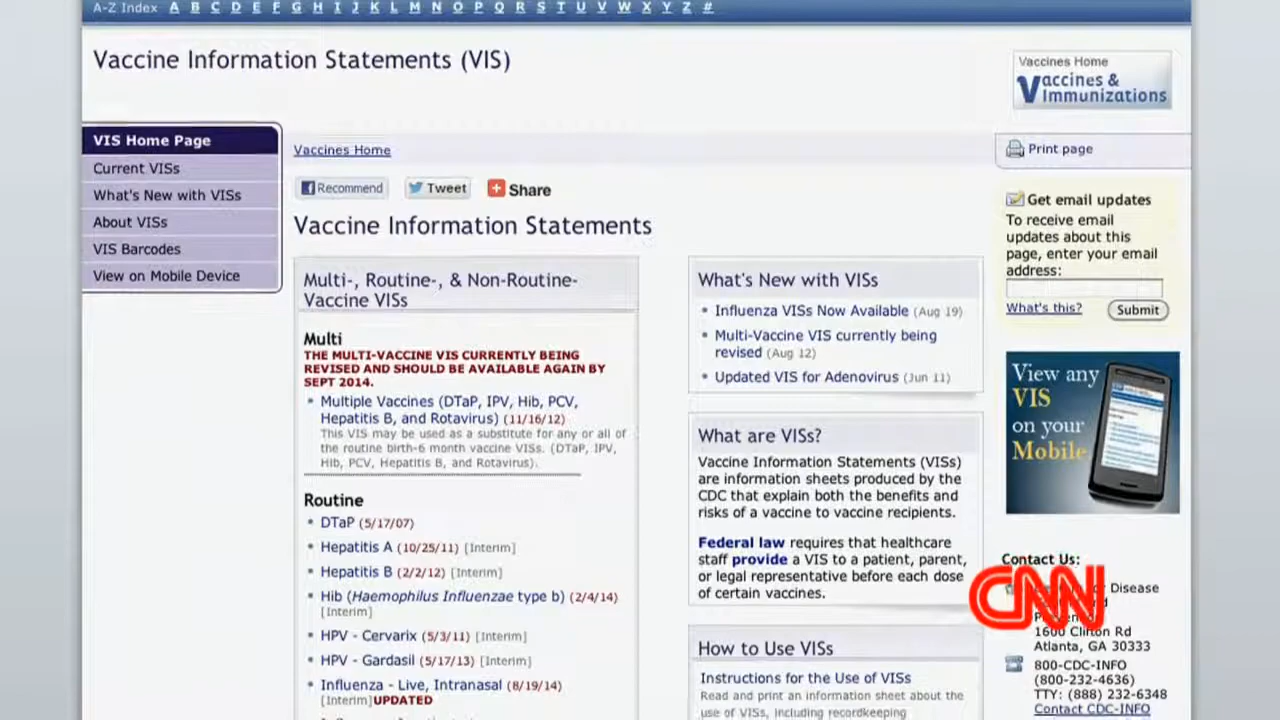 A-Z Index A B C D E F G H I J K L M N O P Q R S T U V W X Y Z #
Vaccine Information Statements (VIS)
Vaccines Home
Vaccines &
Immunizations
VIS Home Page
Current VISs
What's New with VISs
About VISs
VIS Barcodes
View on Mobile Device
Vaccines Home
Recommend Tweet Share
Vaccine Information Statements
Multi-, Routine-, & Non-Routine-
Vaccine VISs
Multi
THE MULTI-VACCINE VIS CURRENTLY BEING
REVISED AND SHOULD BE AVAILABLE AGAIN BY
SEPT 2014.
Multiple Vaccines (DTaP, IPV, Hib, PCV,
Hepatitis B, and Rotavirus) (11/16/12)
This VIS may be used as a substitute for any or all of
the routine birth-6 month vaccine VISs. (DTaP, IPV,
Hib, PCV, Hepatitis B, and Rotavirus).
Routine
DTaP (5/17/07)
Hepatitis A (10/25/11) [Interim]
Hepatitis B (2/2/12) [Interim]
Hib (Haemophilus Influenzae type b) (2/4/14)
[Interim]
HPV - Cervarix (5/3/11) [Interim]
HPV - Gardasil (5/17/13) [Interim]
Influenza - Live, Intranasal (8/19/14)
[Interim]UPDATED
What's New with VISs
Influenza VISs Now Available (Aug 19)
Multi-Vaccine VIS currently being
revised (Aug 12)
Updated VIS for Adenovirus (Jun 11)
What are VISs?
Vaccine Information Statements (VISs)
are information sheets produced by the
CDC that explain both the benefits and
risks of a vaccine to vaccine recipients.
Federal law requires that healthcare
staff provide a VIS to a patient, parent,
or legal representative before each dose
of certain vaccines.
How to Use VISs
Instructions for the Use of VISs
Read and print an information sheet about the
use of VISs, including recordkeeping
Print page
Get email updates
To receive email
updates about this
page, enter your email
address:
What's this? Submit
View any
VIS
on your
Mobile
Contact Us:
Disease
CNN
1600 Clifton Rd
Atlanta, GA 30333
800-CDC-INFO
(800-232-4636)
TTY: (888) 232-6348
Contact CDC-INFO